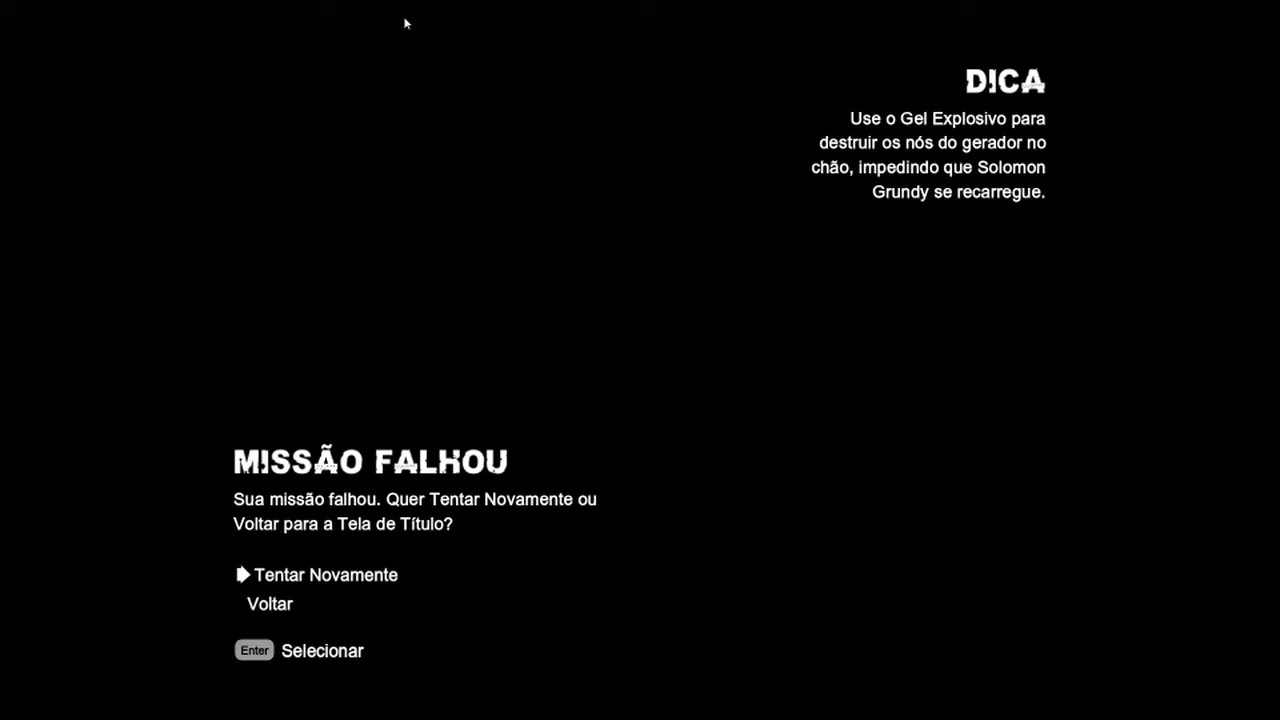 DICA
Use o Gel Explosivo para
destruir os nós do gerador no
chão, impedindo que Solomon
Grundy se recarregue.
MISSÃO FALHOU
Sua missão falhou. Quer Tentar Novamente ou
Voltar para a Tela de Título?
Tentar Novamente
Voltar
Enter Selecionar